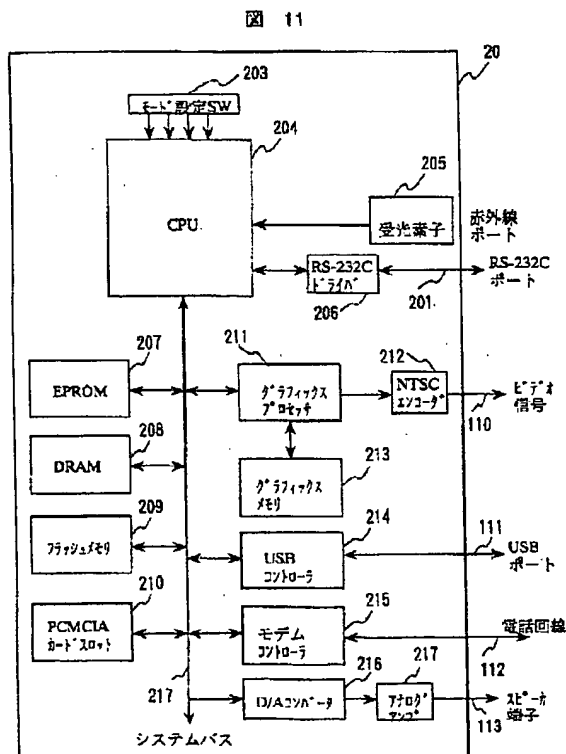 図 11
20
203
モード設定SW
204
CPU
205
受光素子
赤外線
ポート
RS-232C
ドライバ
206
201
RS-232C
ポート
207
EPROM
211
グラフィックス
プロセッサ
212
NTSC
エンコーダ
110
ビデオ
信号
208
DRAM
213
グラフィックス
メモリ
209
フラッシュメモリ
214
USB
コントローラ
111
USB
ポート
210
PCMCIA
カードスロット
215
モデム
コントローラ
112
電話回線
217
216
D/Aコンバータ
217
アナログ
アンプ
113
スピーカ
端子
システムバス